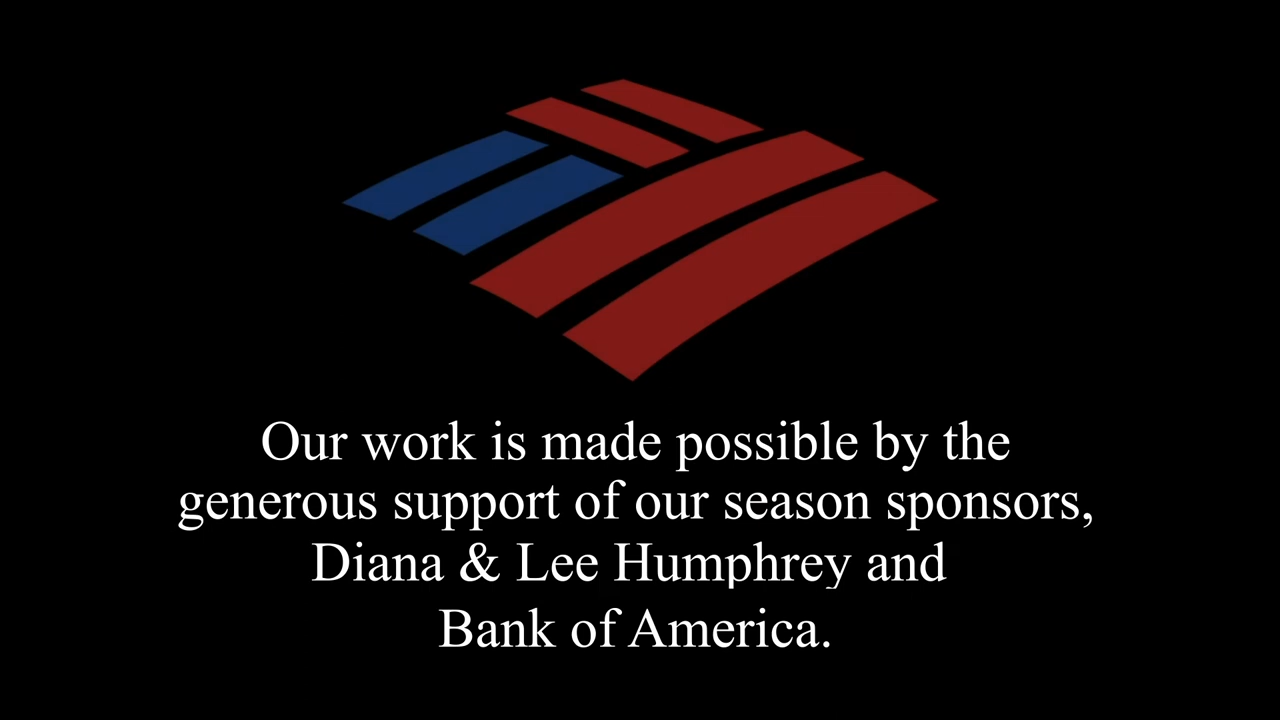 Our work is made possible by the
generous support of our season sponsors,
Diana & Lee Humphrey and
Bank of America.